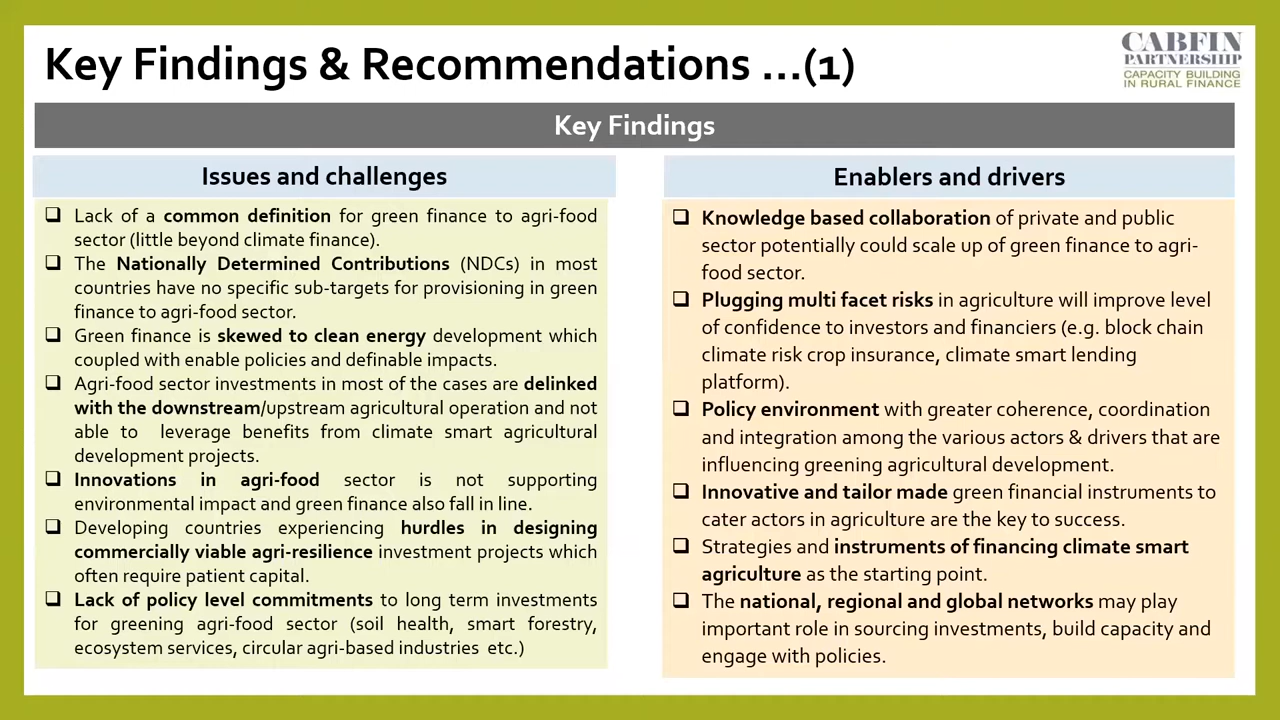 Key Findings & Recommendations ...(1)
CABFIN
PARTNERSHIP
CAPACITY BUILDING
IN RURAL FINANCE
Key Findings
Issues and challenges
❑ Lack of a common definition for green finance to agri-food
sector (little beyond climate finance).
❑ The Nationally Determined Contributions (NDCs) in most
countries have no specific sub-targets for provisioning in green
finance to agri-food sector.
❑ Green finance is skewed to clean energy development which
coupled with enable policies and definable impacts.
❑ Agri-food sector investments in most of the cases are delinked
with the downstream/upstream agricultural operation and not
able to leverage benefits from climate smart agricultural
development projects.
❑ Innovations in agri-food sector is not supporting
environmental impact and green finance also fall in line.
❑ Developing countries experiencing hurdles in designing
commercially viable agri-resilience investment projects which
often require patient capital.
❑ Lack of policy level commitments to long term investments
for greening agri-food sector (soil health, smart forestry,
ecosystem services, circular agri-based industries etc.)
Enablers and drivers
❑ Knowledge based collaboration of private and public
sector potentially could scale up of green finance to agri-
food sector.
❑ Plugging multi facet risks in agriculture will improve level
of confidence to investors and financiers (e.g. block chain
climate risk crop insurance, climate smart lending
platform).
❑ Policy environment with greater coherence, coordination
and integration among the various actors & drivers that are
influencing greening agricultural development.
❑ Innovative and tailor made green financial instruments to
cater actors in agriculture are the key to success.
❑ Strategies and instruments of financing climate smart
agriculture as the starting point.
❑ The national, regional and global networks may play
important role in sourcing investments, build capacity and
engage with policies.